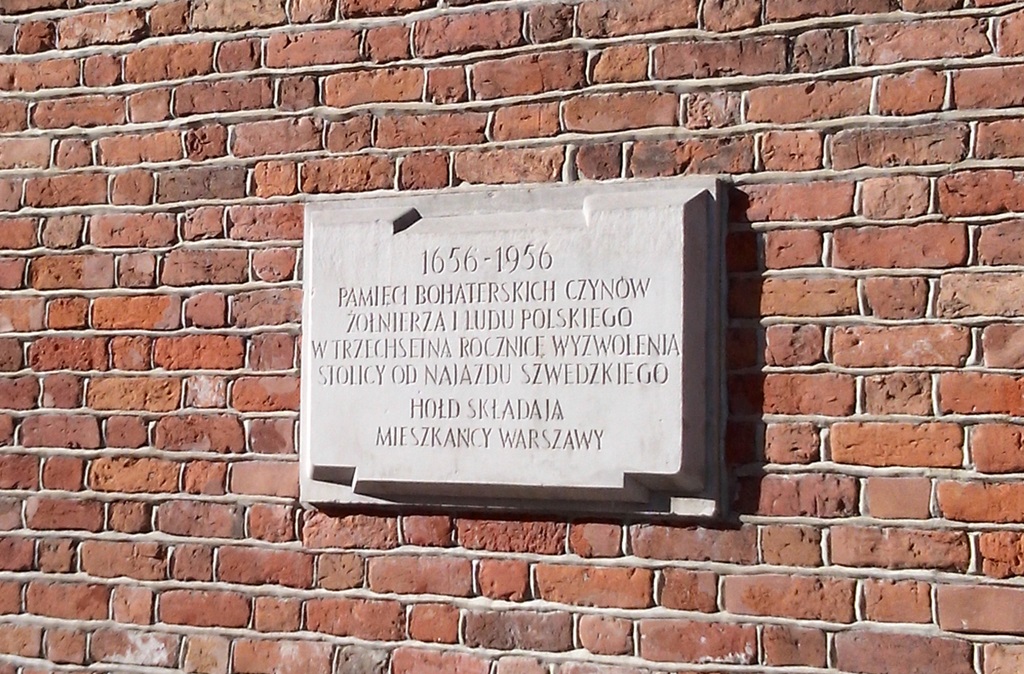 1656-1956
PAMIĘCI BOHATERSKICH CZYNÓW
ŻOŁNIERZA I LUDU POLSKIEGO
W TRZECHSETNĄ ROCZNICĘ WYZWOLENIA
STOLICY OD NAJAZDU SZWEDZKIEGO
HOŁD SKŁADAJĄ
MIESZKAŃCY WARSZAWY